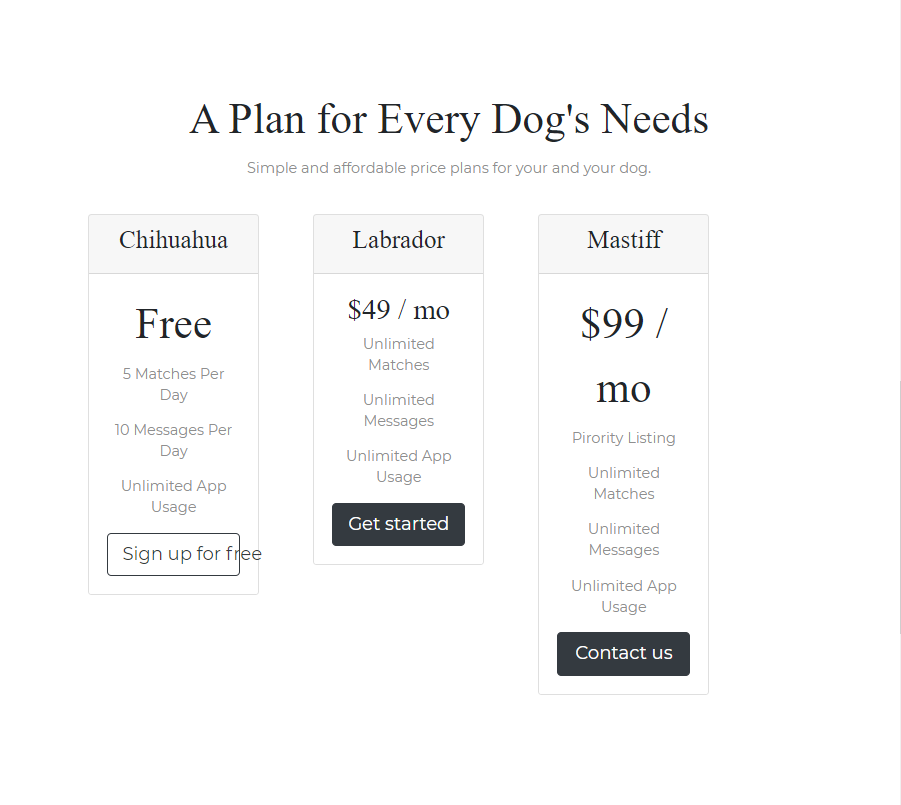 A Plan for Every Dog's Needs
Simple and affordable price plans for your and your dog.
Chihuahua
Free
5 Matches Per
Day
10 Messages Per
Day
Unlimited App
Usage
Sign up for free
Labrador
$49 / mo
Unlimited
Matches
Unlimited
Messages
Unlimited App
Usage
Get started
Mastiff
$99 /
mo
Pirority Listing
Unlimited
Matches
Unlimited
Messages
Unlimited App
Usage
Contact us